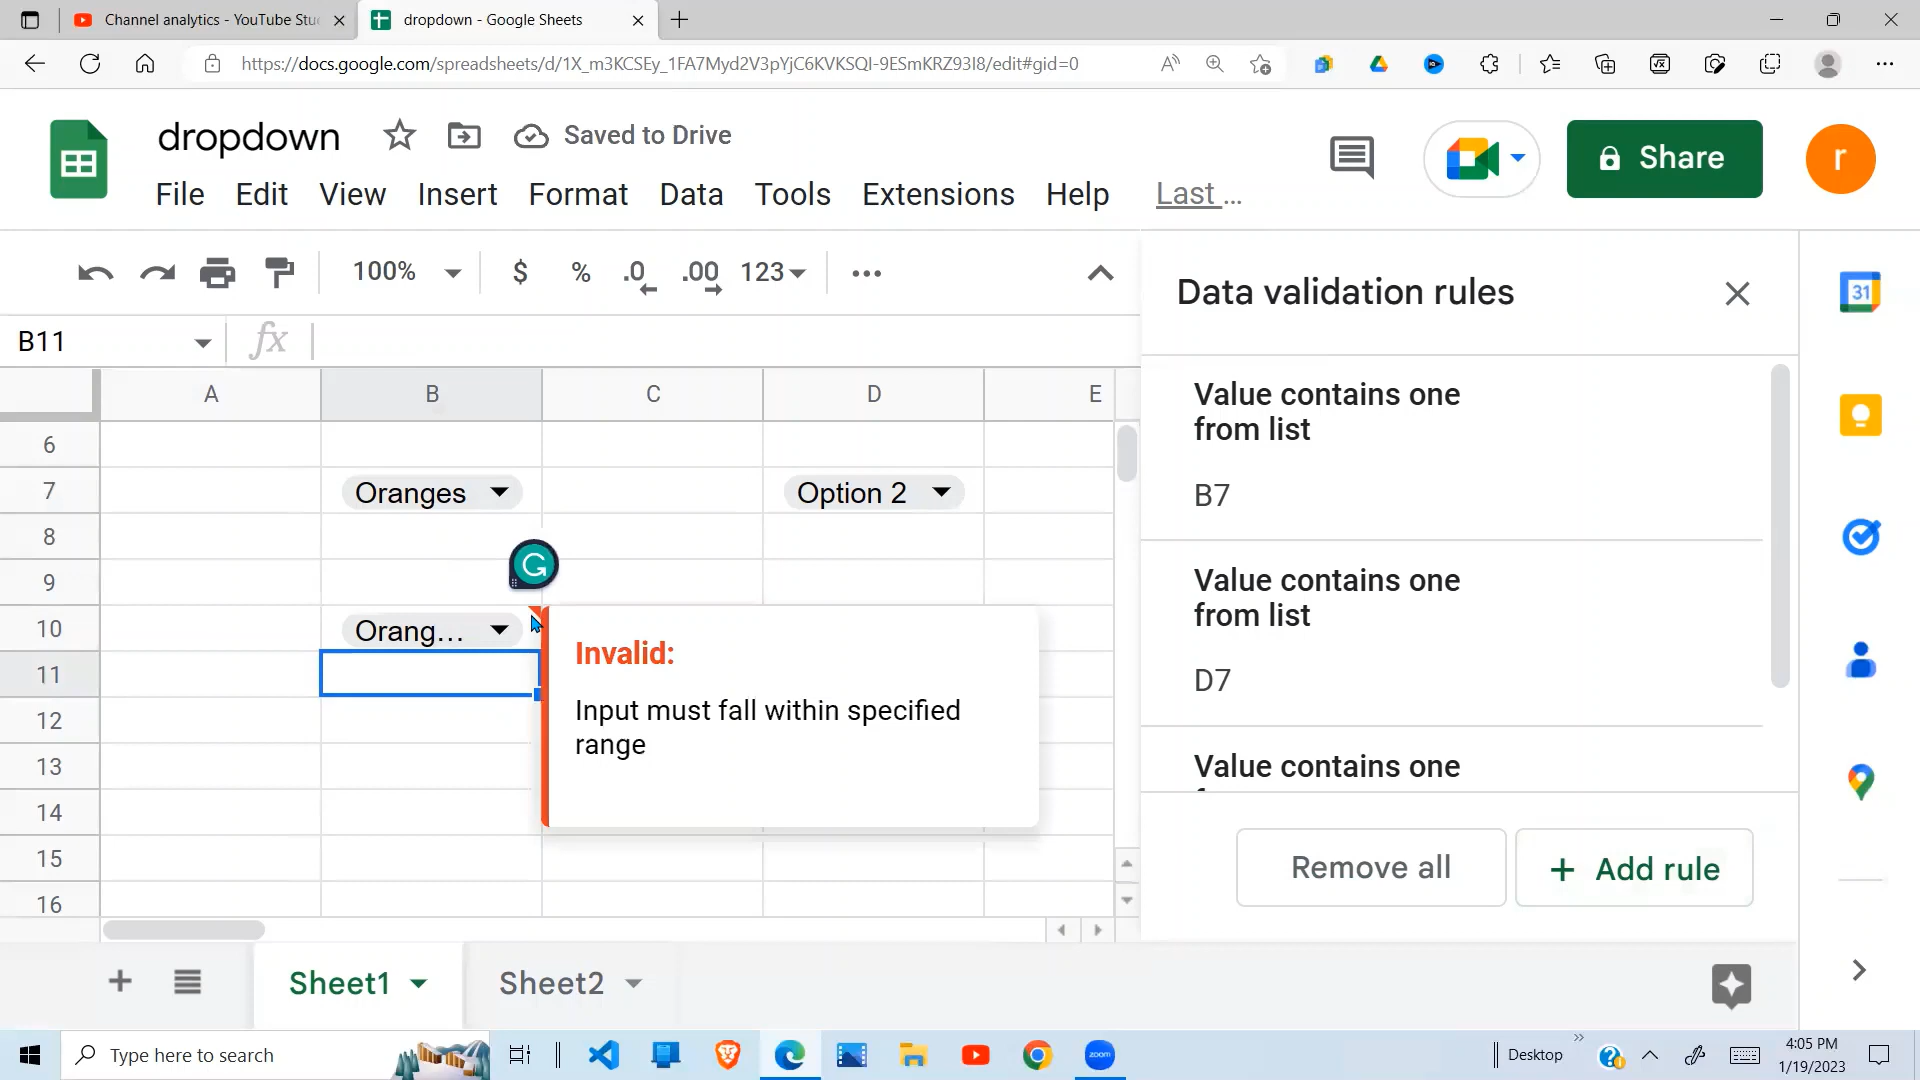 Channel analytics - YouTube Stu
dropdown - Google Sheets
https://docs.google.com/spreadsheets/d/1X_m3KCSEy_1FA7Myd2V3pYjC6KVKSQI-9ESmKRZ93I8/edit#gid=0
dropdown
Saved to Drive
Share
r
File Edit View Insert Format Data Tools Extensions Help Last ...
100% $ % .0 .00 123
Data validation rules
31
B11
fx
A B C D E
Value contains one
from list
B7
6
7 Oranges Option 2
8
9
10 Orang...
11
12
13
14
15
16
Invalid:
Input must fall within specified
range
Value contains one
from list
D7
Value contains one
Remove all
+ Add rule
Sheet1
Sheet2
Type here to search
zoom
Desktop
4:05 PM
1/19/2023